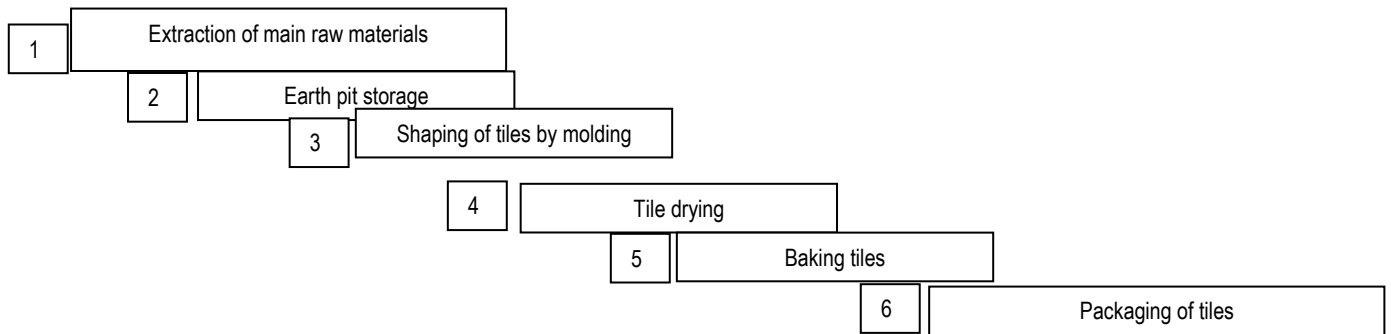 1 Extraction of main raw materials
2 Earth pit storage
3 Shaping of tiles by molding
4 Tile drying
5 Baking tiles
6 Packaging of tiles